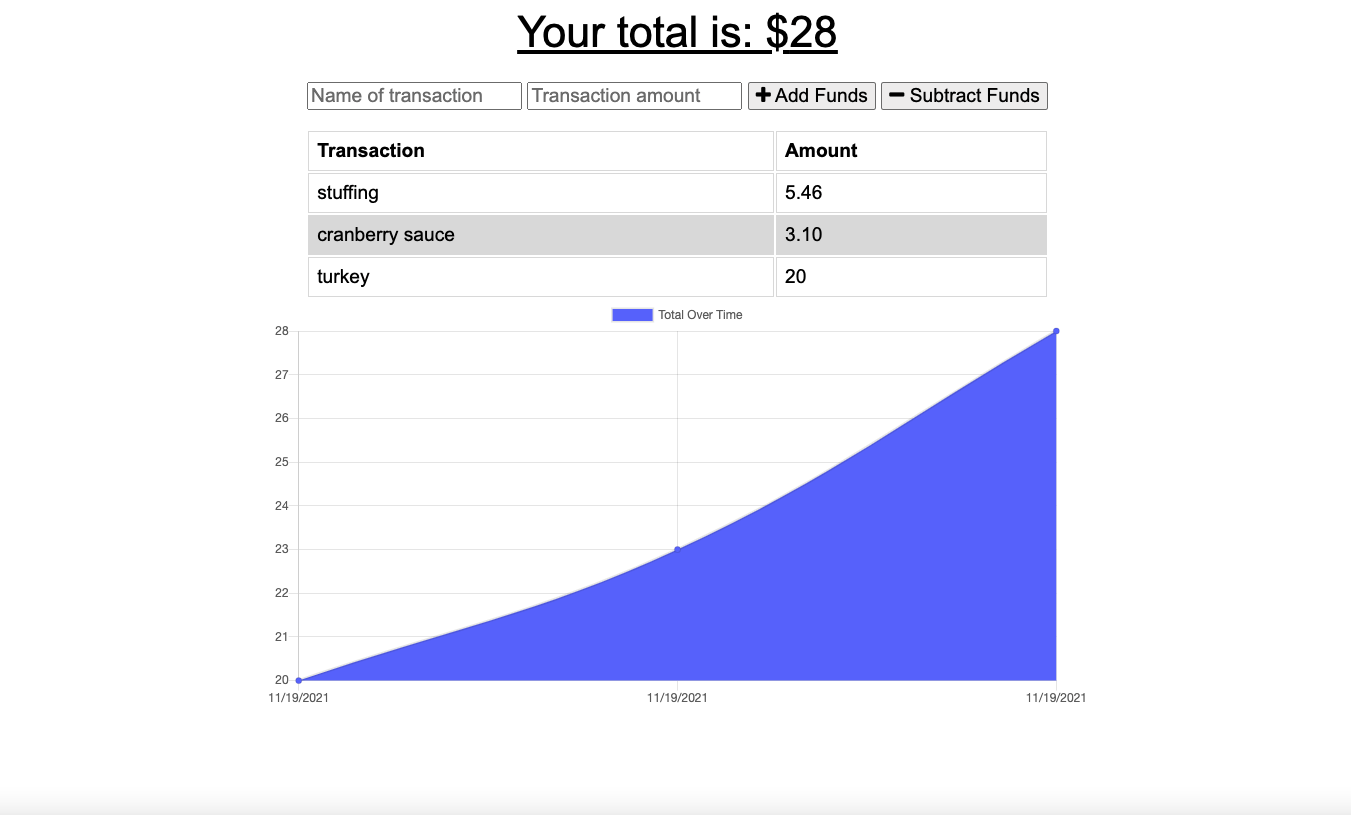 Your total is: $28
Name of transaction Transaction amount Add Funds Subtract Funds
Transaction Amount
stuffing 5.46
cranberry sauce 3.10
turkey 20
Total Over Time
28
27
26
25
24
23
22
21
20
11/19/2021 11/19/2021 11/19/2021